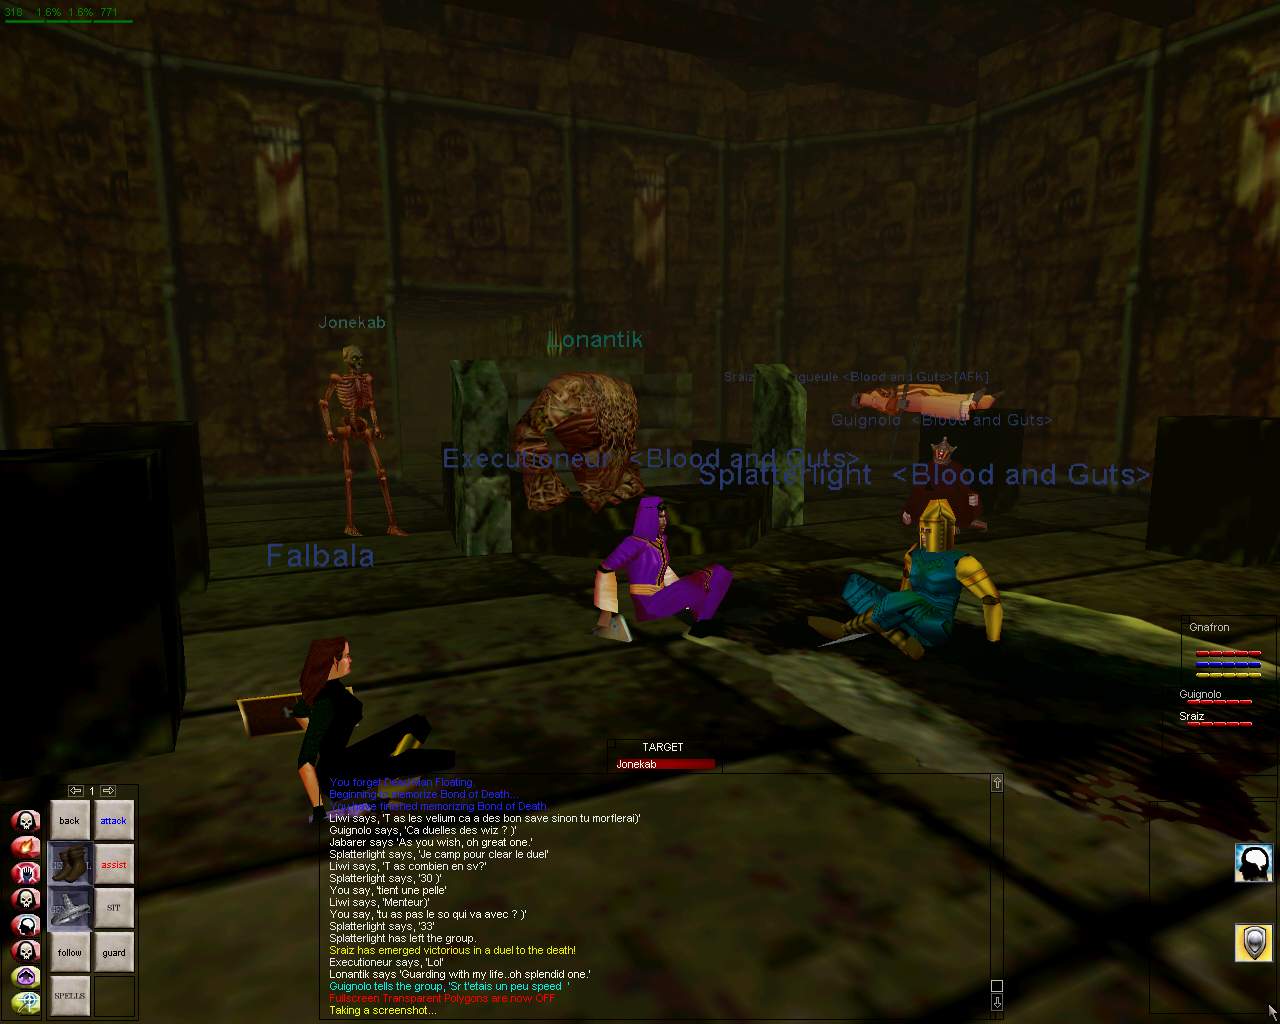 318 1.6% 1.6% 771
Jonekab
Lonantik
Sraiz
gueule <Blood and Guts>[AFK]
Guignolo <Blood and Guts>
Executioneur <Blood and Guts>
Splatterlight <Blood and Guts>
Falbala
Gnafron
Guignolo
Sraiz
TARGET
Jonekab
1
back
attack
assist
SIT
follow
guard
SPELLS
You forget Dead Man Floating.
Beginning to memorize Bond of Death...
You have finished memorizing Bond of Death.
Liwi says, 'T as les velium ca a des bon save sinon tu morflerai)'
Guignolo says, 'Ca duelles des wiz ? )'
Jabarer says 'As you wish, oh great one.'
Splatterlight says, 'Je camp pour clear le duel'
Liwi says, 'T as combien en sv?'
Splatterlight says, '30 )'
You say, 'tient une pelle'
Liwi says, 'Menteur)'
You say, 'tu as pas le so qui va avec ? )'
Splatterlight says, '33'
Splatterlight has left the group.
Sraiz has emerged victorious in a duel to the death!
Executioneur says, 'Lol'
Lonantik says 'Guarding with my life..oh splendid one.'
Guignolo tells the group, 'Sr t'etais un peu speed '
Fullscreen Transparent Polygons are now OFF
Taking a screenshot...